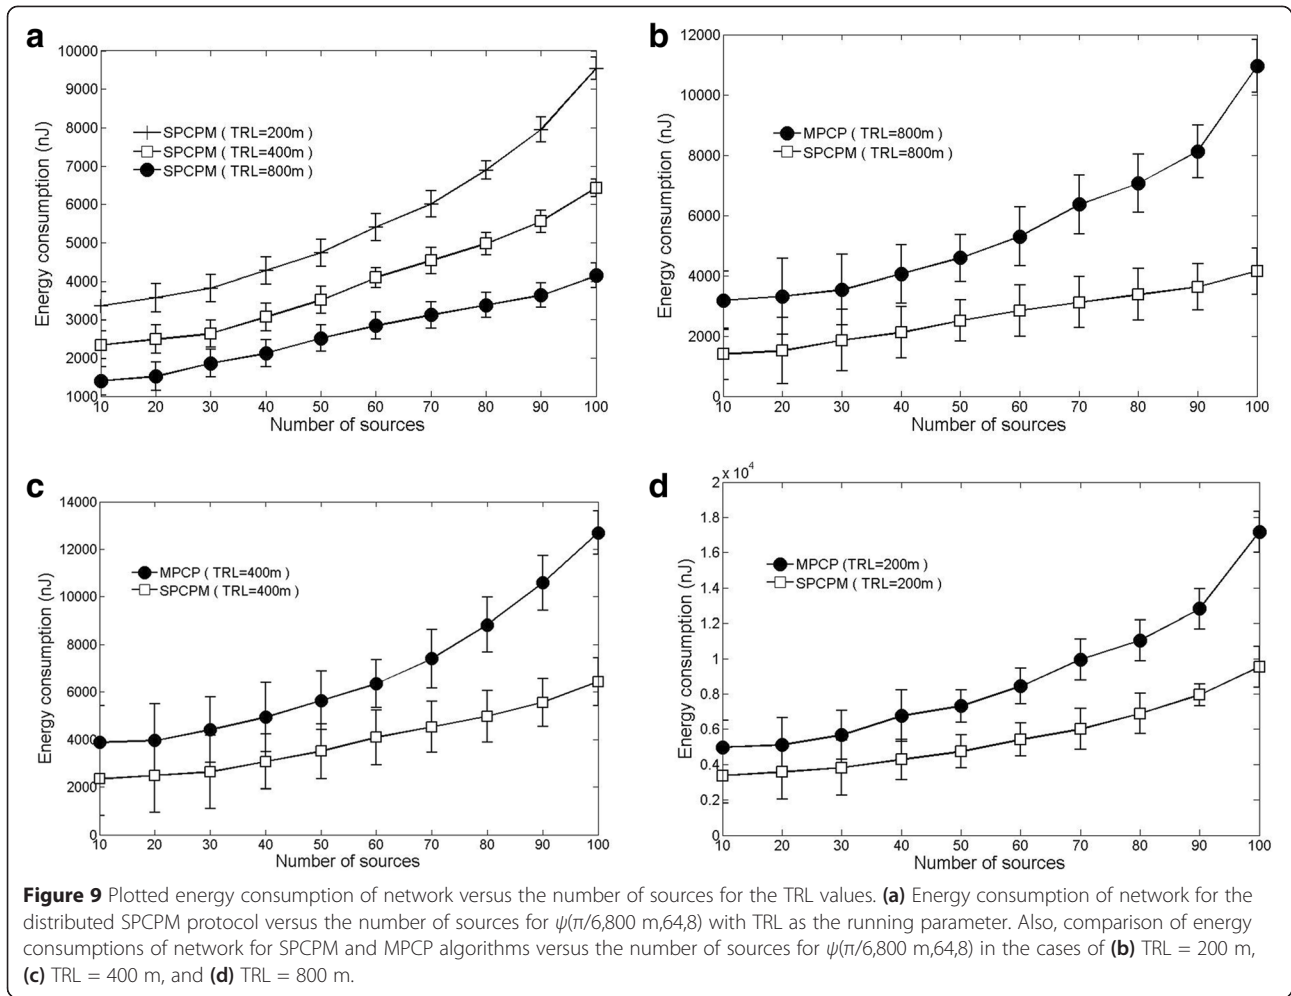 a
10000
9000
8000
7000
6000
5000
4000
3000
2000
1000
Energy consumption (nJ)
SPCPM ( TRL=200m )
SPCPM ( TRL=400m )
SPCPM ( TRL=800m )
10 20 30 40 50 60 70 80 90 100
Number of sources
b
12000
10000
8000
6000
4000
2000
0
Energy consumption (nJ)
MPCP ( TRL=800m )
SPCPM ( TRL=800m )
10 20 30 40 50 60 70 80 90 100
Number of sources
c
14000
12000
10000
8000
6000
4000
2000
0
Energy consumption (nJ)
MPCP ( TRL=400m )
SPCPM ( TRL=400m )
10 20 30 40 50 60 70 80 90 100
Number of sources
d
x 10⁴
2
1.8
1.6
1.4
1.2
1
0.8
0.6
0.4
0.2
0
Energy consumption (nJ)
MPCP (TRL=200m )
SPCPM ( TRL=200m )
10 20 30 40 50 60 70 80 90 100
Number of sources
Figure 9 Plotted energy consumption of network versus the number of sources for the TRL values. (a) Energy consumption of network for the
distributed SPCPM protocol versus the number of sources for ψ(π/6,800 m,64,8) with TRL as the running parameter. Also, comparison of energy
consumptions of network for SPCPM and MPCP algorithms versus the number of sources for ψ(π/6,800 m,64,8) in the cases of (b) TRL = 200 m,
(c) TRL = 400 m, and (d) TRL = 800 m.